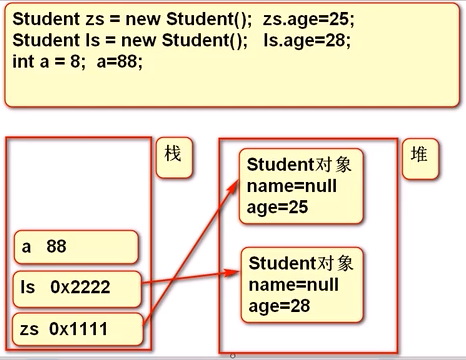 Student zs = new Student();  zs.age=25;
Student ls = new Student();   ls.age=28;
int a = 8;  a=88;
栈
堆
Student对象
name=null
age=25
a   88
Student对象
name=null
age=28
ls   0x2222
zs  0x1111